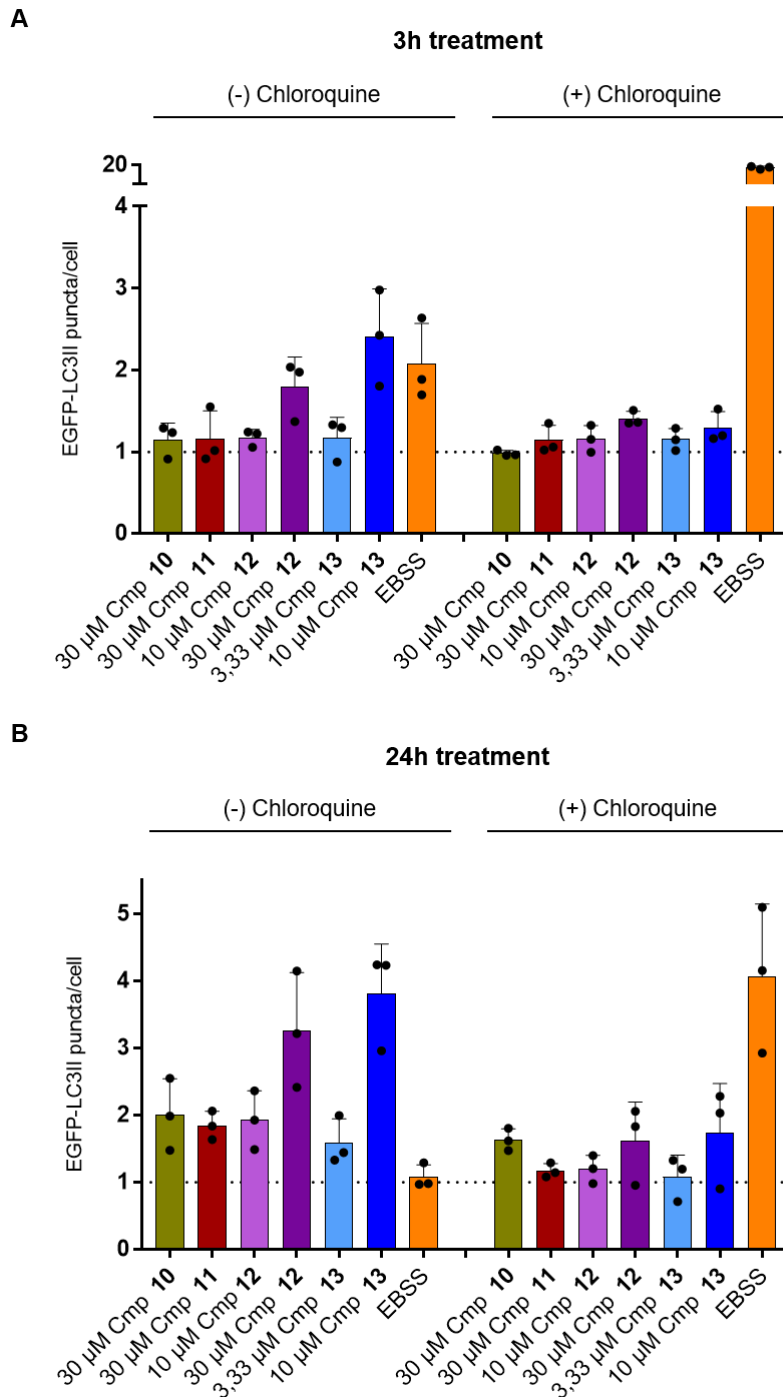 A
3h treatment
(-) Chloroquine
(+) Chloroquine
EGFP-LC3II puncta/cell
20
4
3
2
1
0
30 µM Cmp 10
30 µM Cmp 11
10 µM Cmp 12
30 µM Cmp 12
3,33 µM Cmp 13
10 µM Cmp 13
EBSS
30 µM Cmp 10
30 µM Cmp 11
10 µM Cmp 12
30 µM Cmp 12
3,33 µM Cmp 13
10 µM Cmp 13
EBSS
B
24h treatment
(-) Chloroquine
(+) Chloroquine
EGFP-LC3II puncta/cell
5
4
3
2
1
0
30 µM Cmp 10
30 µM Cmp 11
10 µM Cmp 12
30 µM Cmp 12
3,33 µM Cmp 13
10 µM Cmp 13
EBSS
30 µM Cmp 10
30 µM Cmp 11
10 µM Cmp 12
30 µM Cmp 12
3,33 µM Cmp 13
10 µM Cmp 13
EBSS